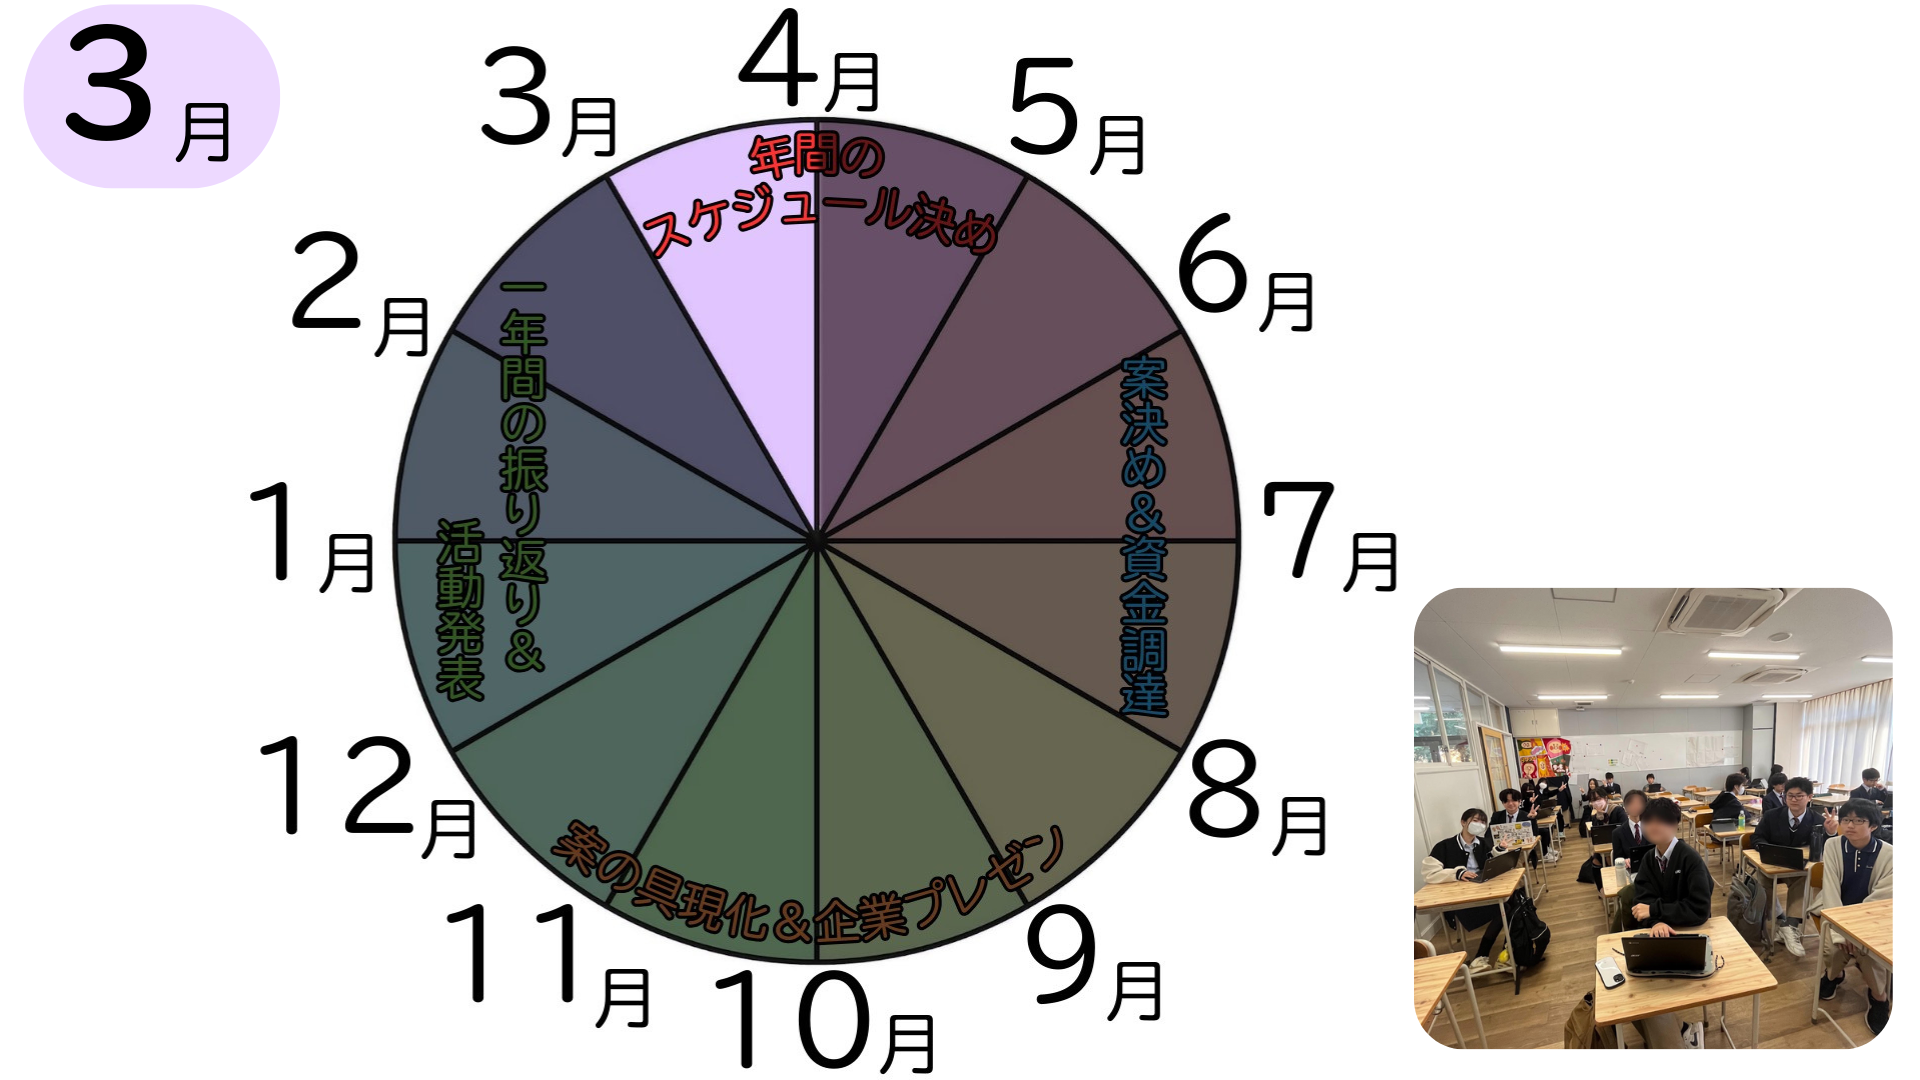 3月
4月
5月
6月
7月
8月
9月
10月
11月
12月
1月
2月
3月
年間の
スケジュール決め
案決め&資金調達
案の具現化&企業プレゼン
一年間の振り返り&
活動発表